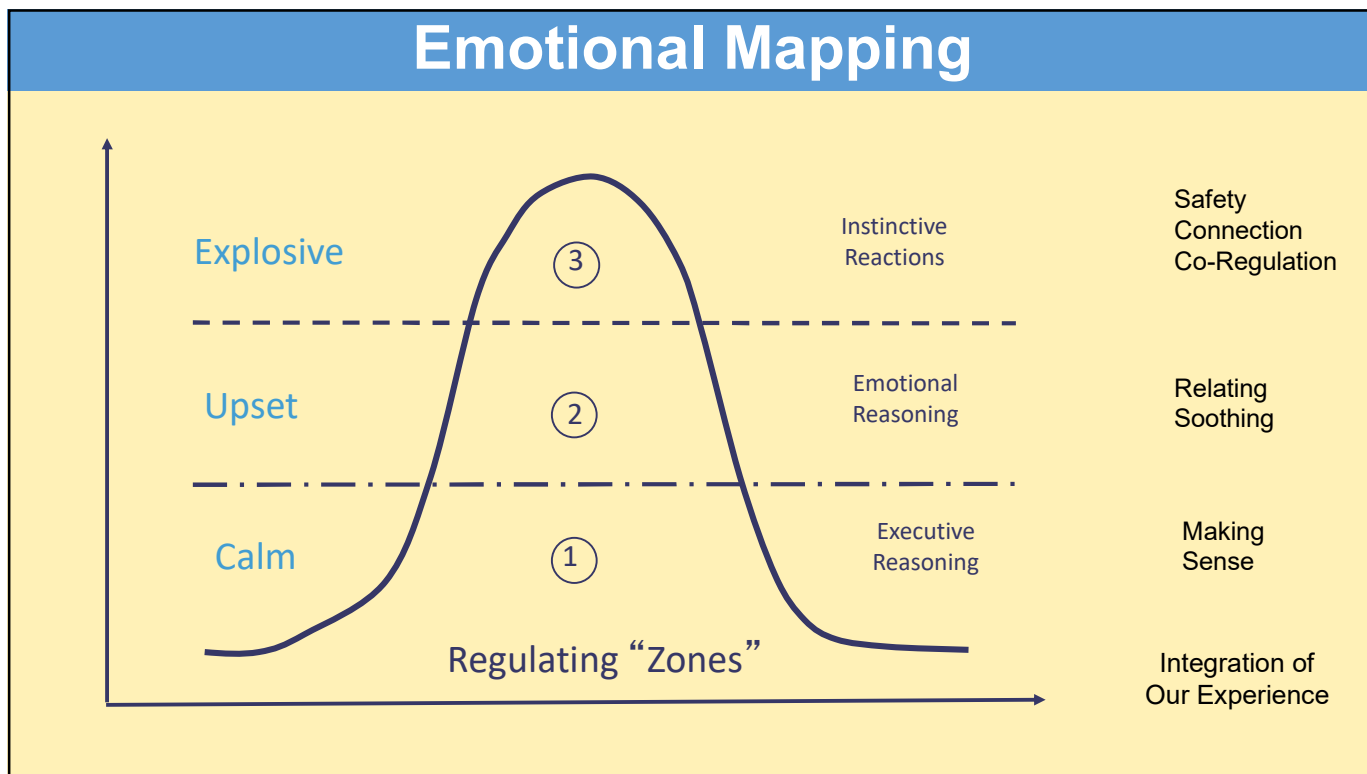 Emotional Mapping
Explosive
3
Instinctive
Reactions
Safety
Connection
Co-Regulation
Upset
2
Emotional
Reasoning
Relating
Soothing
Calm
1
Executive
Reasoning
Making
Sense
Regulating “Zones”
Integration of
Our Experience